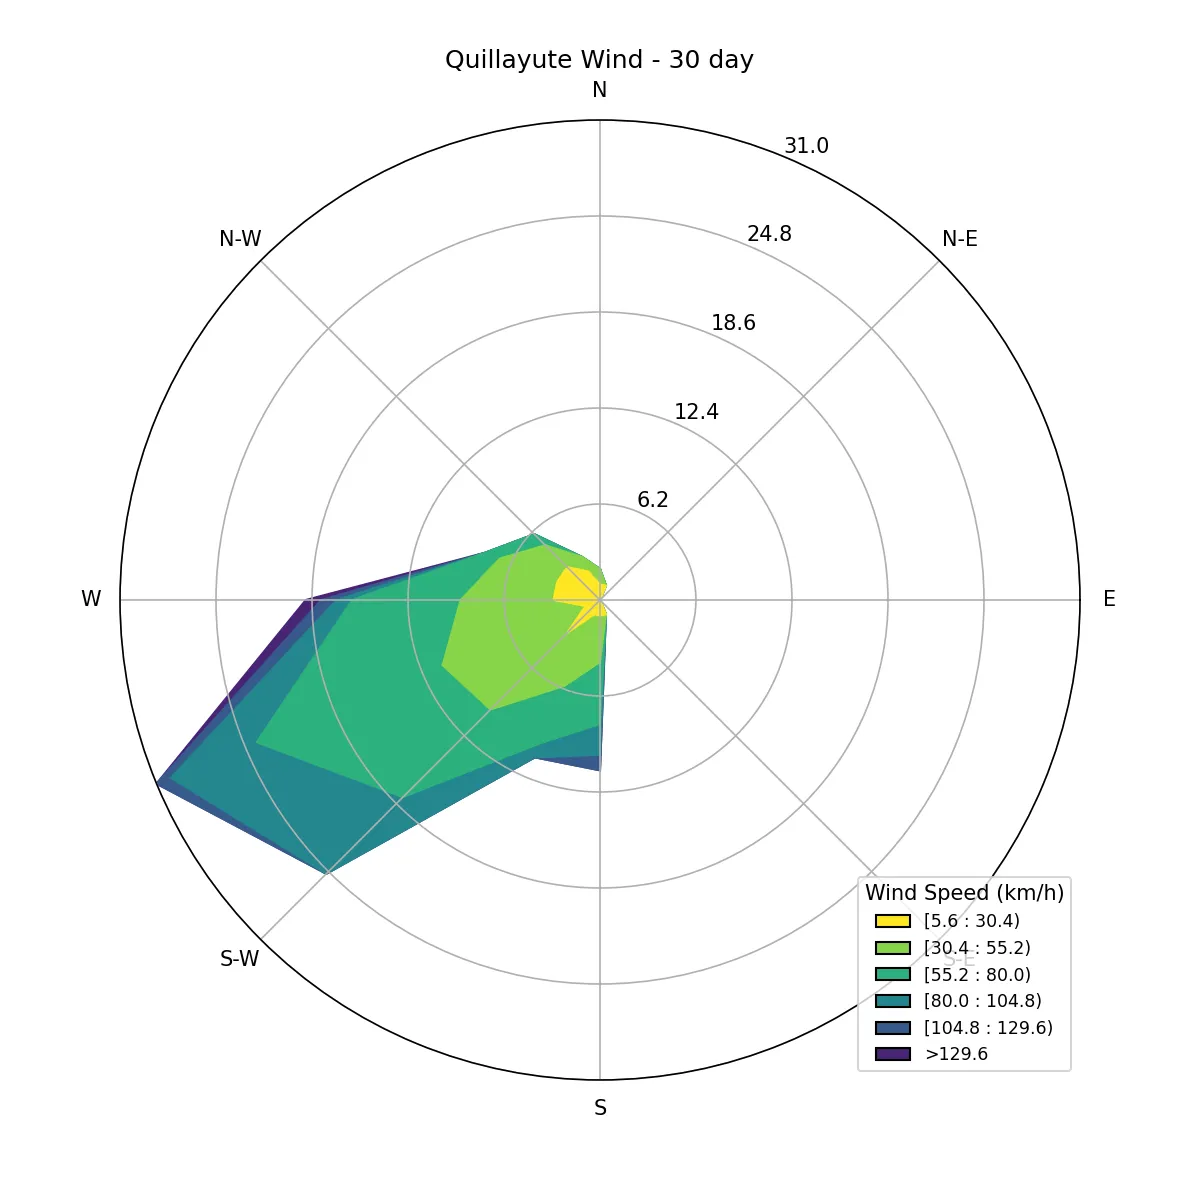 Quillayute Wind - 30 day
N
31.0
N-W
24.8
N-E
18.6
12.4
6.2
W
E
S-W
S-E
S
Wind Speed (km/h)
[5.6 : 30.4)
[30.4 : 55.2)
[55.2 : 80.0)
[80.0 : 104.8)
[104.8 : 129.6)
>129.6